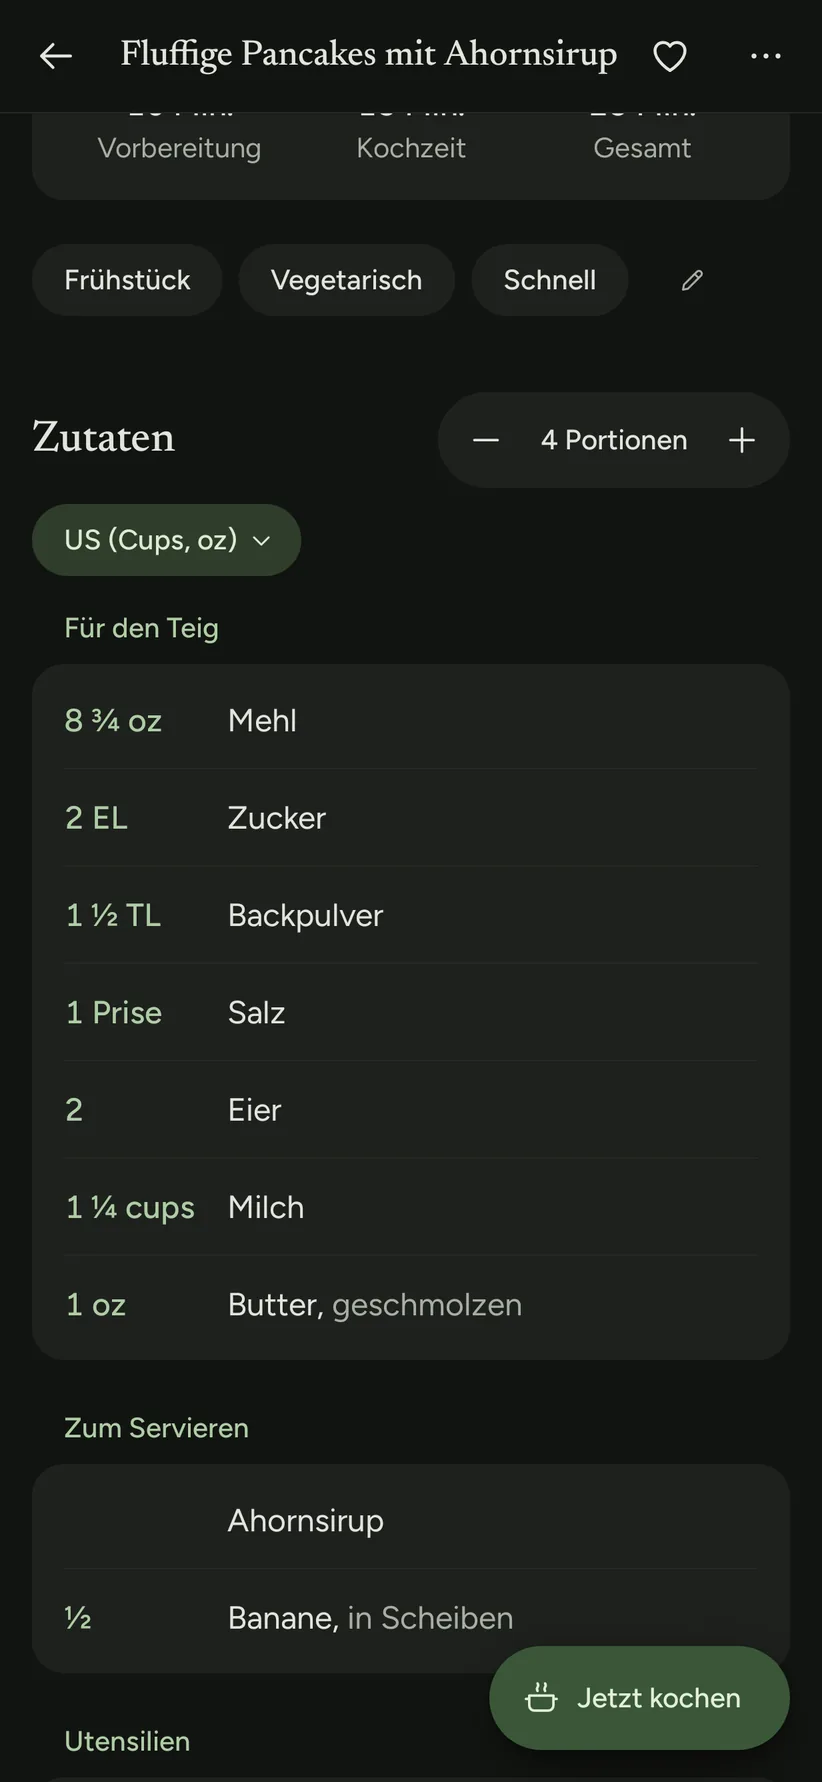 Fluffige Pancakes mit Ahornsirup
Vorbereitung Kochzeit Gesamt
Frühstück Vegetarisch Schnell
Zutaten
4 Portionen
US (Cups, oz)
Für den Teig
8 ¾ oz Mehl
2 EL Zucker
1 ½ TL Backpulver
1 Prise Salz
2 Eier
1 ¼ cups Milch
1 oz Butter, geschmolzen
Zum Servieren
Ahornsirup
½ Banane, in Scheiben
Jetzt kochen
Utensilien